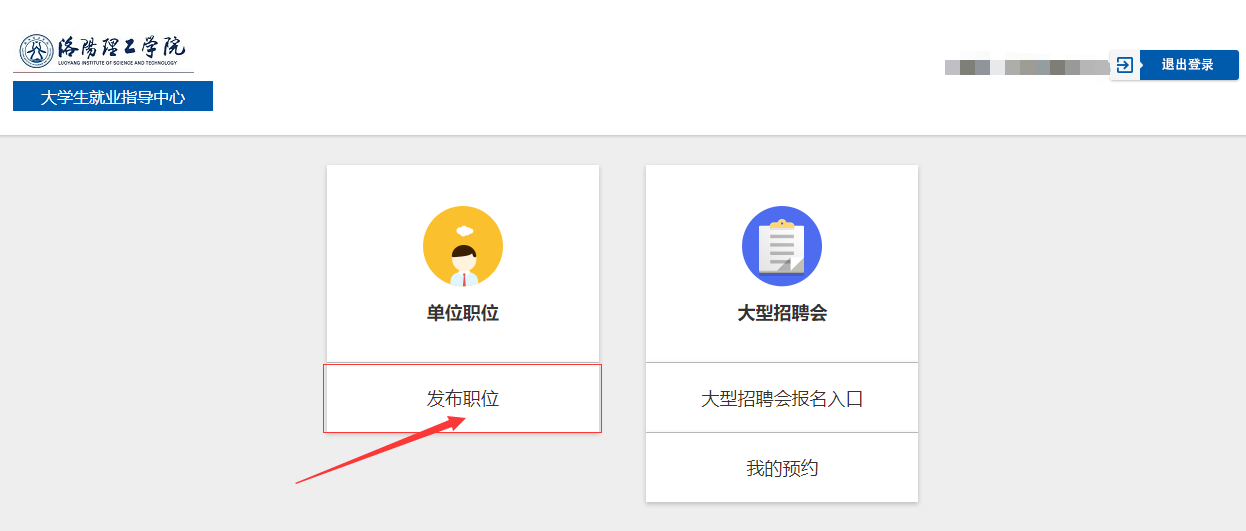 洛陽理工学院
LUOYANG INSTITUTE OF SCIENCE AND TECHNOLOGY
大学生就业指导中心
退出登录
单位职位
发布职位
大型招聘会
大型招聘会报名入口
我的预约